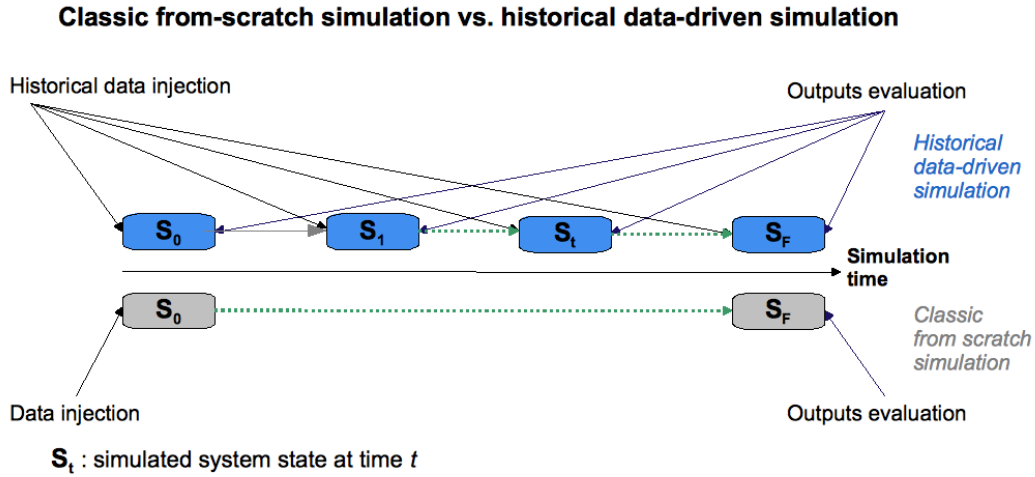 Classic from-scratch simulation vs. historical data-driven simulation
Historical data injection
Outputs evaluation
Historical
data-driven
simulation
S0
S1
St
SF
Simulation
time
S0
SF
Classic
from scratch
simulation
Data injection
Outputs evaluation
St : simulated system state at time t